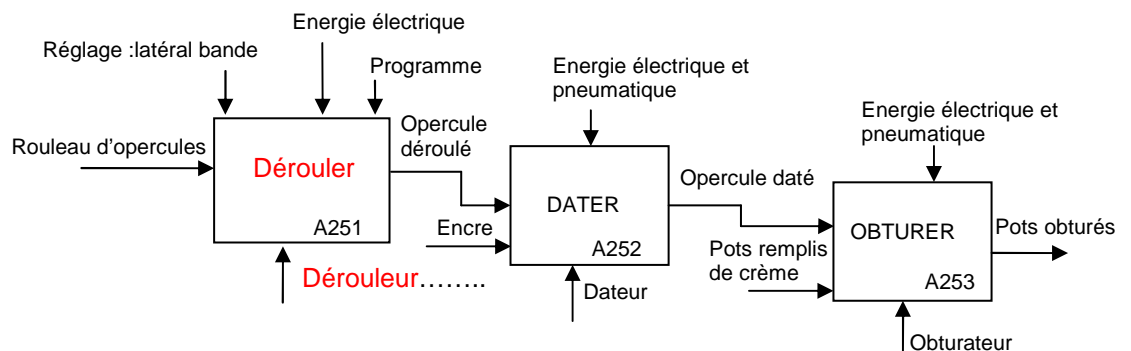 Energie électrique
Réglage :latéral bande
Programme
Energie électrique et
pneumatique
Energie électrique et
pneumatique
Rouleau d'opercules
Dérouler
A251
Opercule
déroulé
Encre
Dérouleur……..
DATER
A252
Dateur
Opercule daté
Pots remplis
de crème
OBTURER
A253
Pots obturés
Obturateur